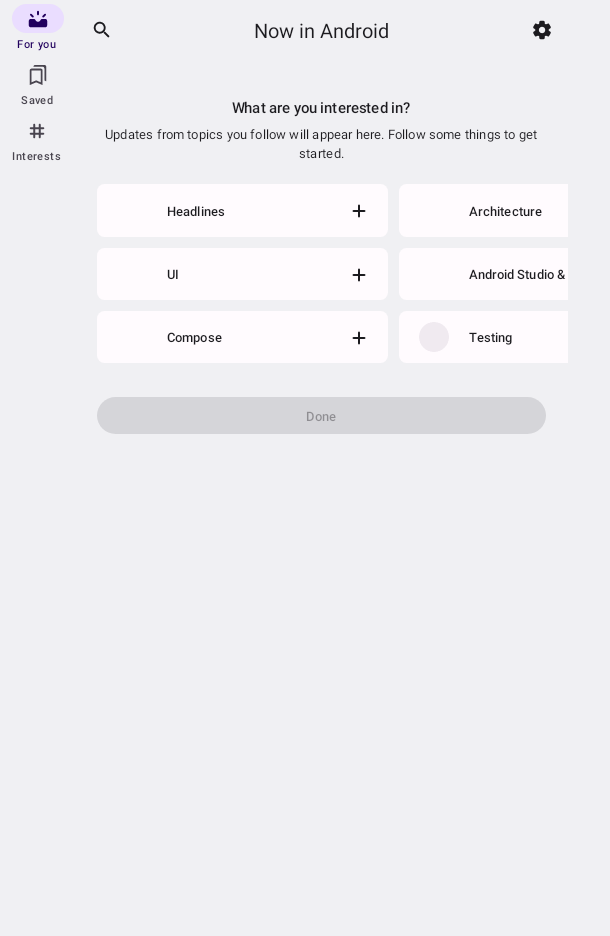 For you
Saved
Interests
Now in Android
What are you interested in?
Updates from topics you follow will appear here. Follow some things to get
started.
Headlines
Architecture
UI
Android Studio &
Compose
Testing
Done